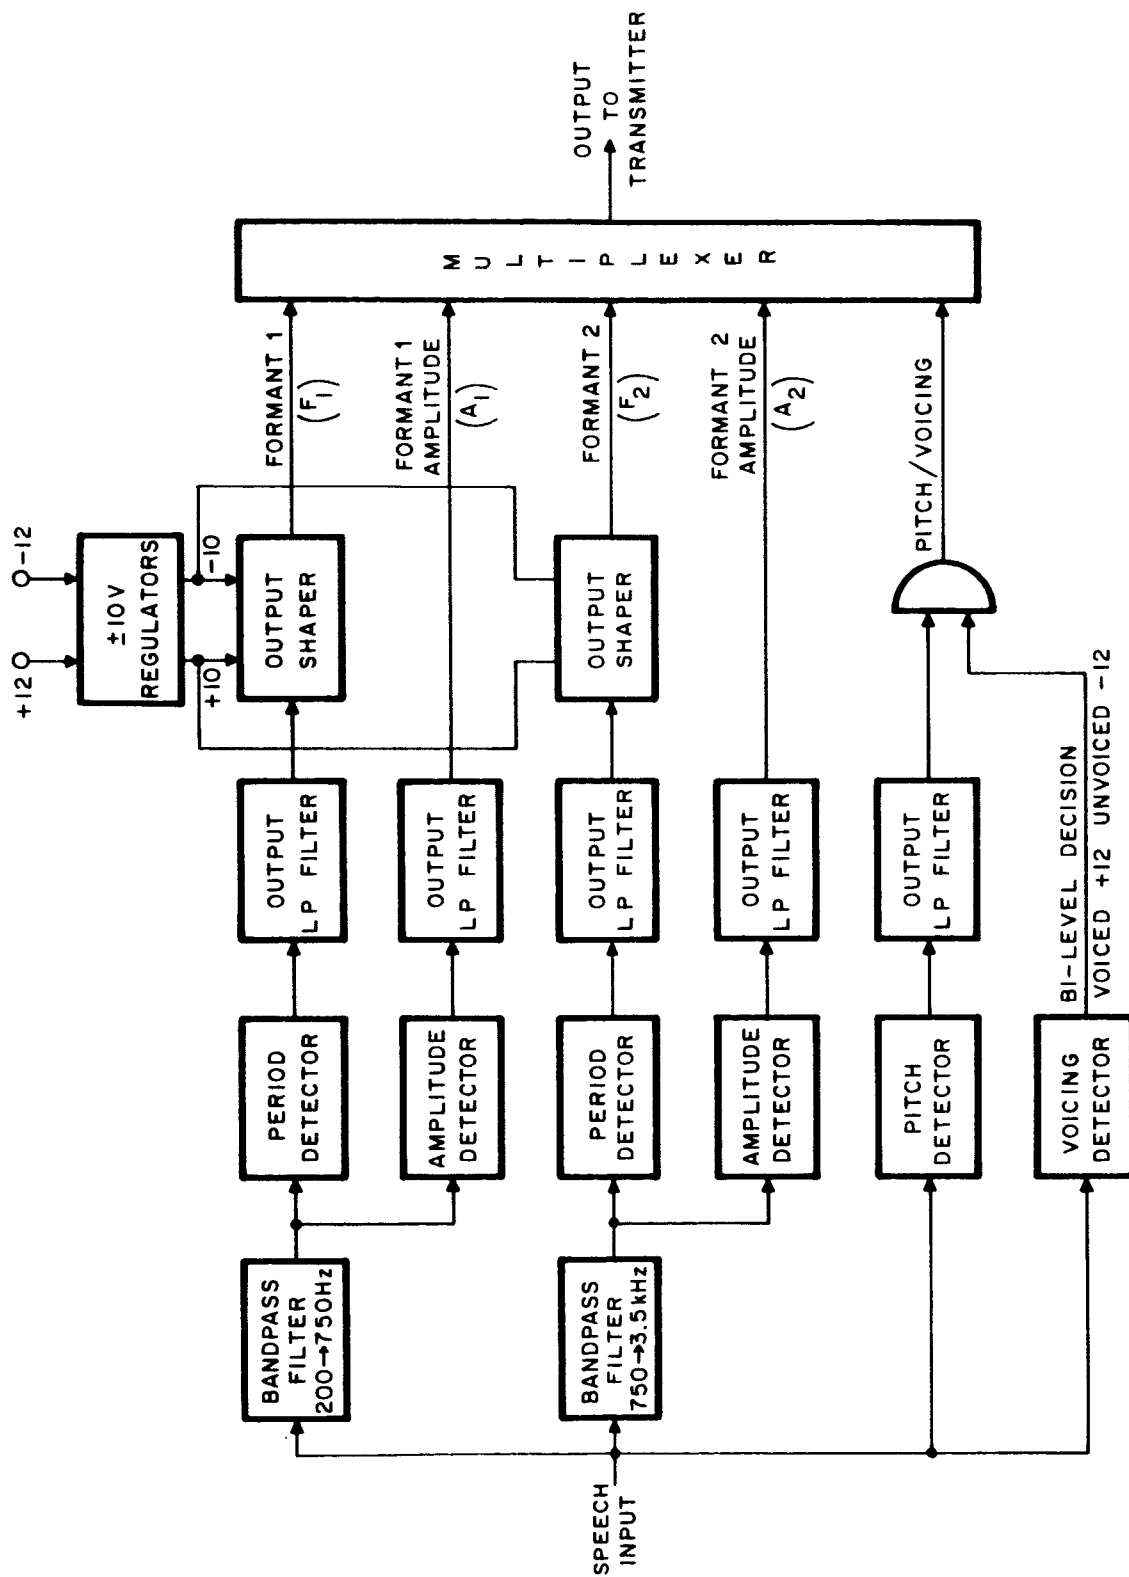 +12
-12
±10V
REGULATORS
+10
-10
SPEECH
INPUT
BANDPASS
FILTER
200→750Hz
PERIOD
DETECTOR
OUTPUT
LP FILTER
OUTPUT
SHAPER
FORMANT 1
(F1)
AMPLITUDE
DETECTOR
OUTPUT
LP FILTER
FORMANT 1
AMPLITUDE
(A1)
BANDPASS
FILTER
750→3.5kHz
PERIOD
DETECTOR
OUTPUT
LP FILTER
OUTPUT
SHAPER
FORMANT 2
(F2)
AMPLITUDE
DETECTOR
OUTPUT
LP FILTER
FORMANT 2
AMPLITUDE
(A2)
PITCH
DETECTOR
OUTPUT
LP FILTER
PITCH/VOICING
VOICING
DETECTOR
BI-LEVEL DECISION
VOICED +12 UNVOICED -12
MULTIPLEXER
OUTPUT
TO
TRANSMITTER